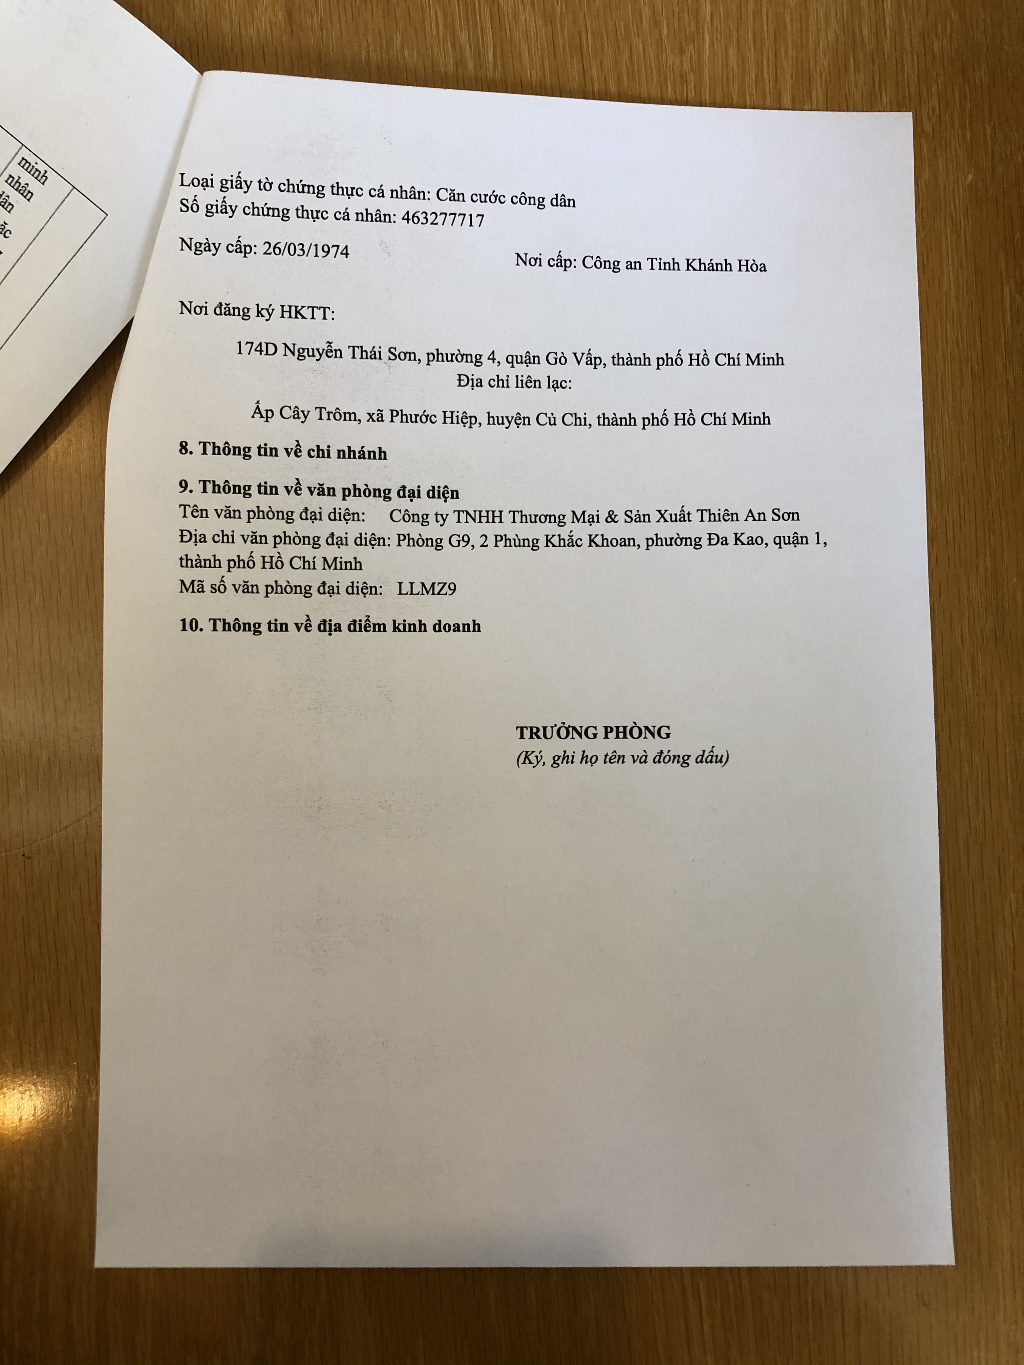 minh
nhân
Loại giấy tờ chứng thực cá nhân: Căn cước công dân
Số giấy chứng thực cá nhân: 463277717
Ngày cấp: 26/03/1974 Nơi cấp: Công an Tỉnh Khánh Hòa
Nơi đăng ký HKTT:
174D Nguyễn Thái Sơn, phường 4, quận Gò Vấp, thành phố Hồ Chí Minh
Địa chỉ liên lạc:
Ấp Cây Trôm, xã Phước Hiệp, huyện Củ Chi, thành phố Hồ Chí Minh
8. Thông tin về chi nhánh
9. Thông tin về văn phòng đại diện
Tên văn phòng đại diện: Công ty TNHH Thương Mại & Sản Xuất Thiên An Sơn
Địa chỉ văn phòng đại diện: Phòng G9, 2 Phùng Khắc Khoan, phường Đa Kao, quận 1,
thành phố Hồ Chí Minh
Mã số văn phòng đại diện: LLMZ9
10. Thông tin về địa điểm kinh doanh
TRƯỞNG PHÒNG
(Ký, ghi họ tên và đóng dấu)